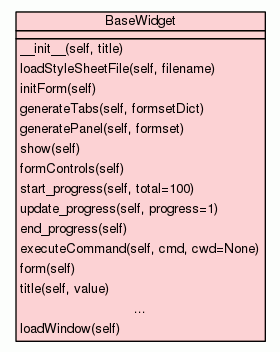 BaseWidget
__init__(self, title)
loadStyleSheetFile(self, filename)
initForm(self)
generateTabs(self, formsetDict)
generatePanel(self, formset)
show(self)
formControls(self)
start_progress(self, total=100)
update_progress(self, progress=1)
end_progress(self)
executeCommand(self, cmd, cwd=None)
form(self)
title(self, value)
...
loadWindow(self)